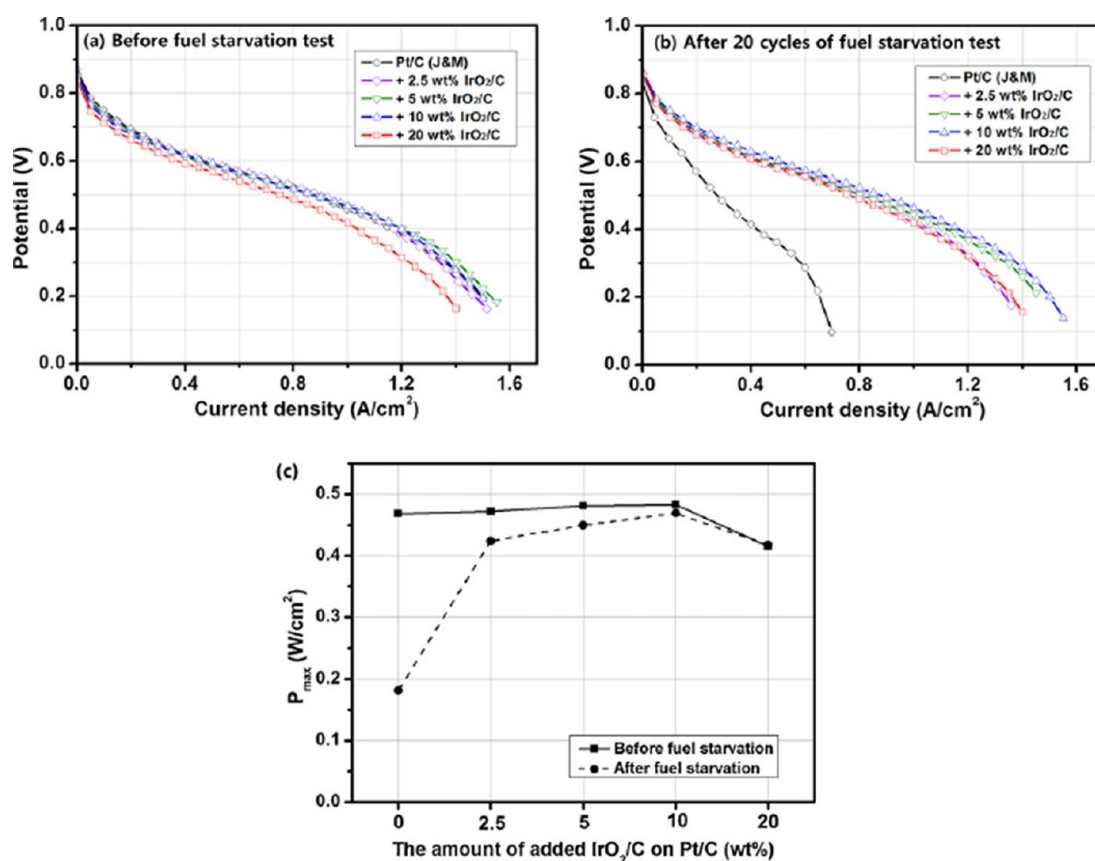 (a) Before fuel starvation test
Pt/C (J&M)
+ 2.5 wt% IrO₂/C
+ 5 wt% IrO₂/C
+ 10 wt% IrO₂/C
+ 20 wt% IrO₂/C
1.0
0.8
0.6
0.4
0.2
0.0
Potential (V)
0.0 0.4 0.8 1.2 1.6
Current density (A/cm²)
(b) After 20 cycles of fuel starvation test
Pt/C (J&M)
+ 2.5 wt% IrO₂/C
+ 5 wt% IrO₂/C
+ 10 wt% IrO₂/C
+ 20 wt% IrO₂/C
1.0
0.8
0.6
0.4
0.2
0.0
Potential (V)
0.0 0.4 0.8 1.2 1.6
Current density (A/cm²)
(c)
0.5
0.4
0.3
0.2
0.1
0.0
Pmax (W/cm²)
Before fuel starvation
After fuel starvation
0 2.5 5 10 20
The amount of added IrO₂/C on Pt/C (wt%)